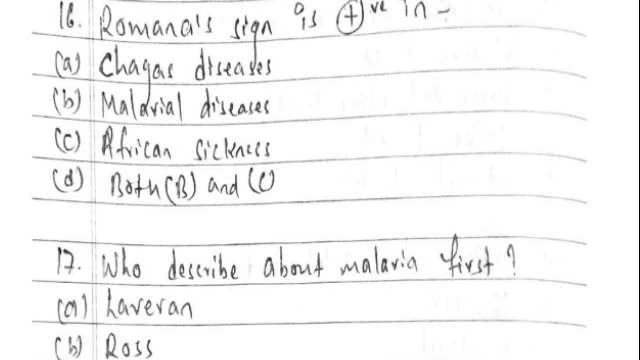 16. Romana's sign is (+)ve in -
(a) Chagas diseases
(b) Malarial diseases
(c) African sickness
(d) Both (B) and (C)
17. Who describe about malaria first?
(a) Laveran
(b) Ross